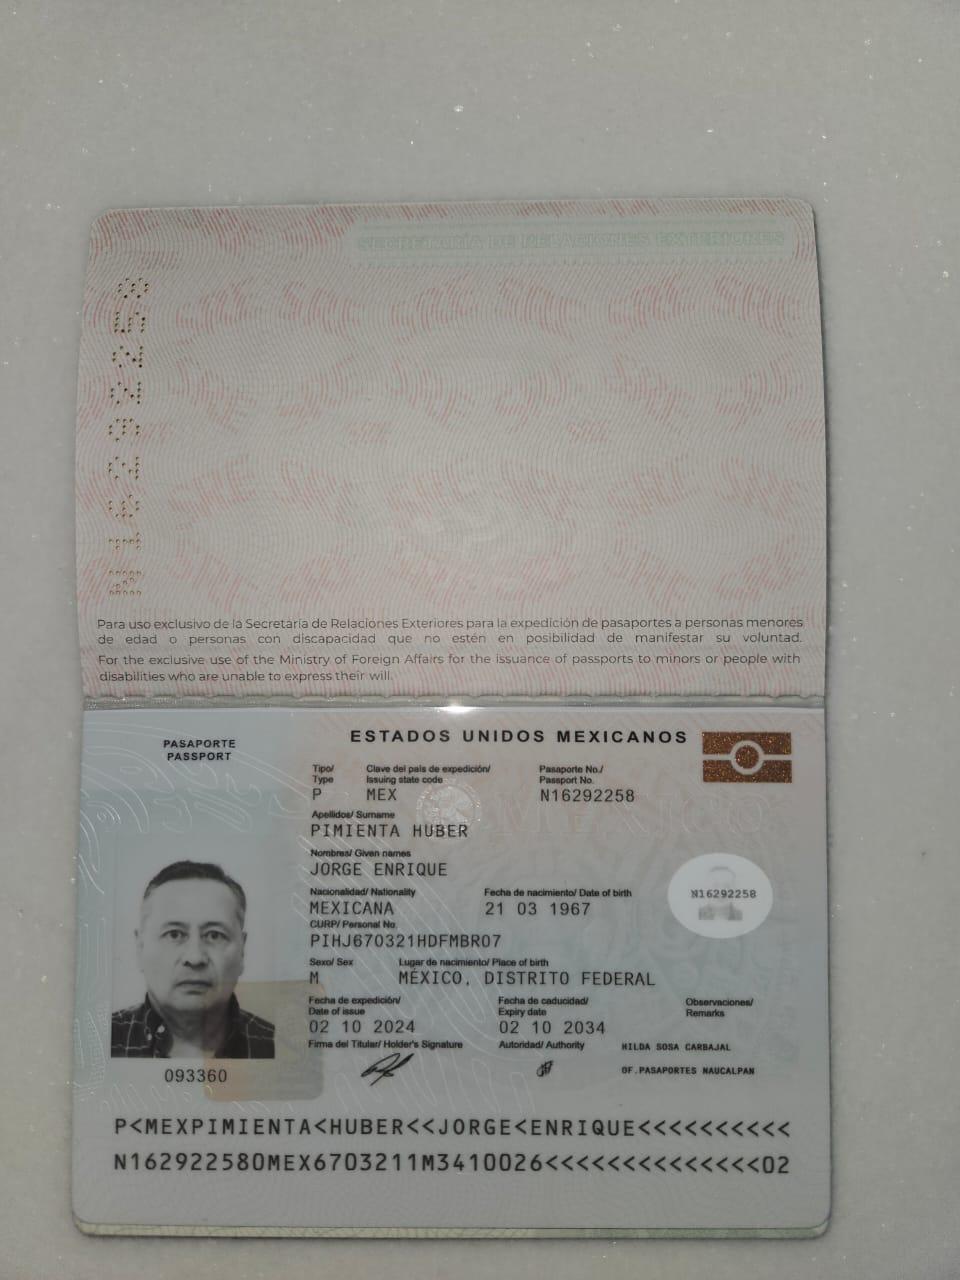 SECRETARÍA DE RELACIONES EXTERIORES
N16292258
Para uso exclusivo de la Secretaría de Relaciones Exteriores para la expedición de pasaportes a personas menores
de edad o personas con discapacidad que no estén en posibilidad de manifestar su voluntad.
For the exclusive use of the Ministry of Foreign Affairs for the issuance of passports to minors or people with
disabilities who are unable to express their will.
PASAPORTE
PASSPORT
ESTADOS UNIDOS MEXICANOS
Tipo/ Clave del país de expedición/ Pasaporte No./
Type Issuing state code Passport No.
P MEX N16292258
Apellidos/ Surname
PIMIENTA HUBER
Nombres/ Given names
JORGE ENRIQUE
Nacionalidad/ Nationality Fecha de nacimiento/ Date of birth
MEXICANA 21 03 1967
N16292258
CURP/ Personal No.
PIHJ670321HDFMBR07
Sexo/ Sex Lugar de nacimiento/ Place of birth
M MÉXICO, DISTRITO FEDERAL
Fecha de expedición/ Fecha de caducidad/ Observaciones/
Date of issue Expiry date Remarks
02 10 2024 02 10 2034
Firma del Titular/ Holder's Signature Autoridad/ Authority HILDA SOSA CARBAJAL
OF.PASAPORTES NAUCALPAN
093360
P<MEXPIMIENTA<HUBER<<JORGE<ENRIQUE<<<<<<<<<<
N162922580MEX6703211M3410026<<<<<<<<<<<<<<02